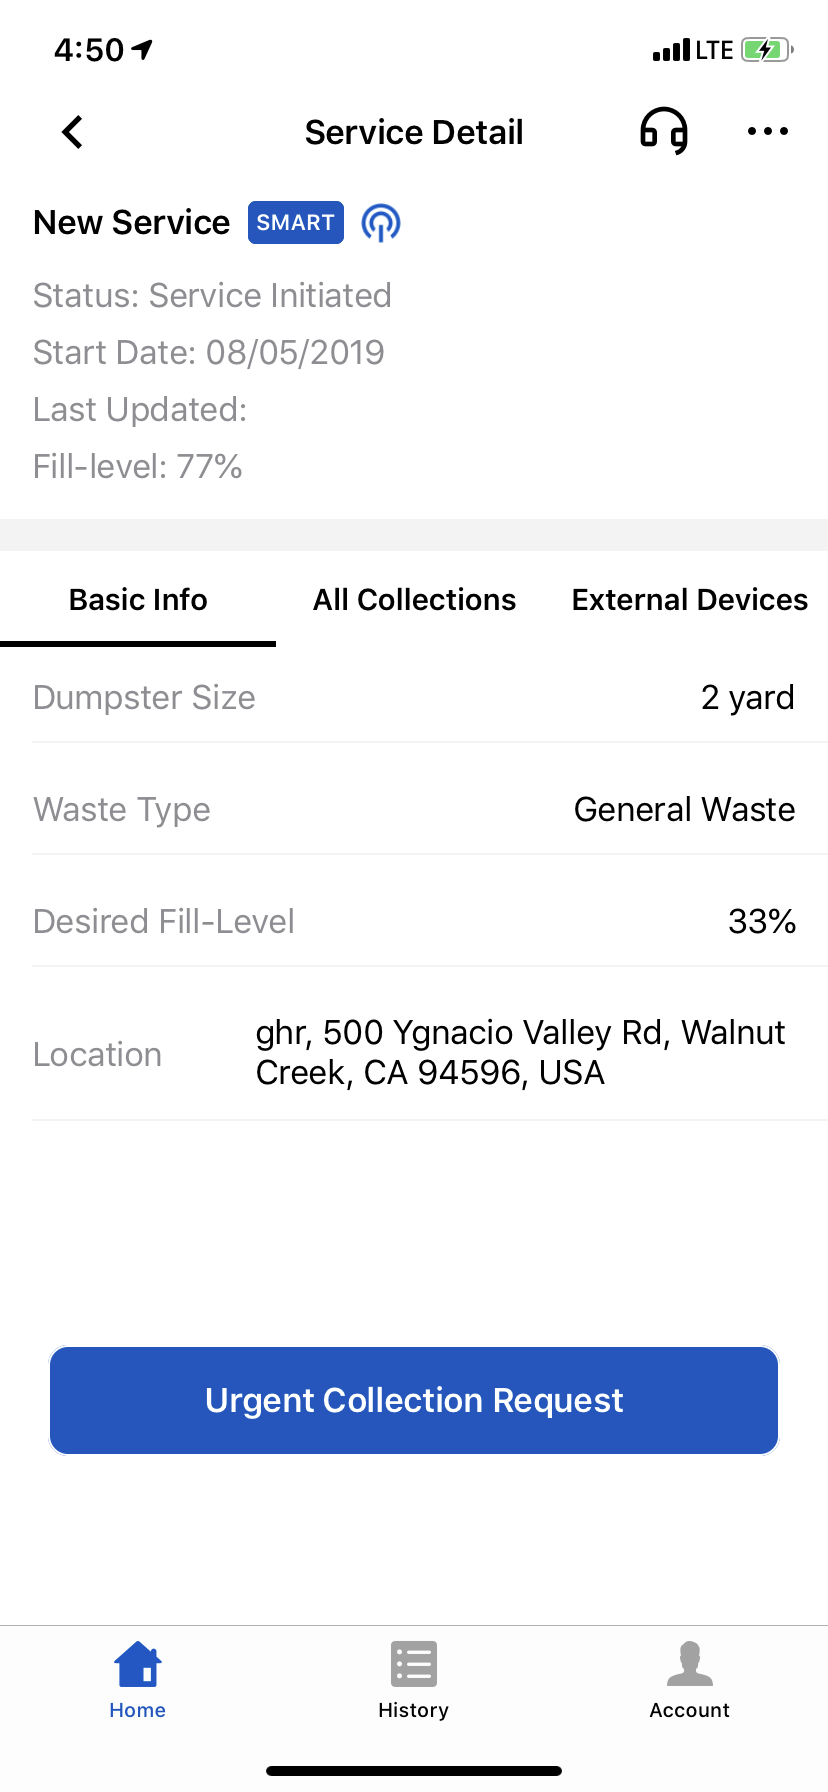 4:50 LTE
Service Detail
New Service SMART
Status: Service Initiated
Start Date: 08/05/2019
Last Updated:
Fill-level: 77%
Basic Info All Collections External Devices
Dumpster Size 2 yard
Waste Type General Waste
Desired Fill-Level 33%
Location ghr, 500 Ygnacio Valley Rd, Walnut
Creek, CA 94596, USA
Urgent Collection Request
Home History Account